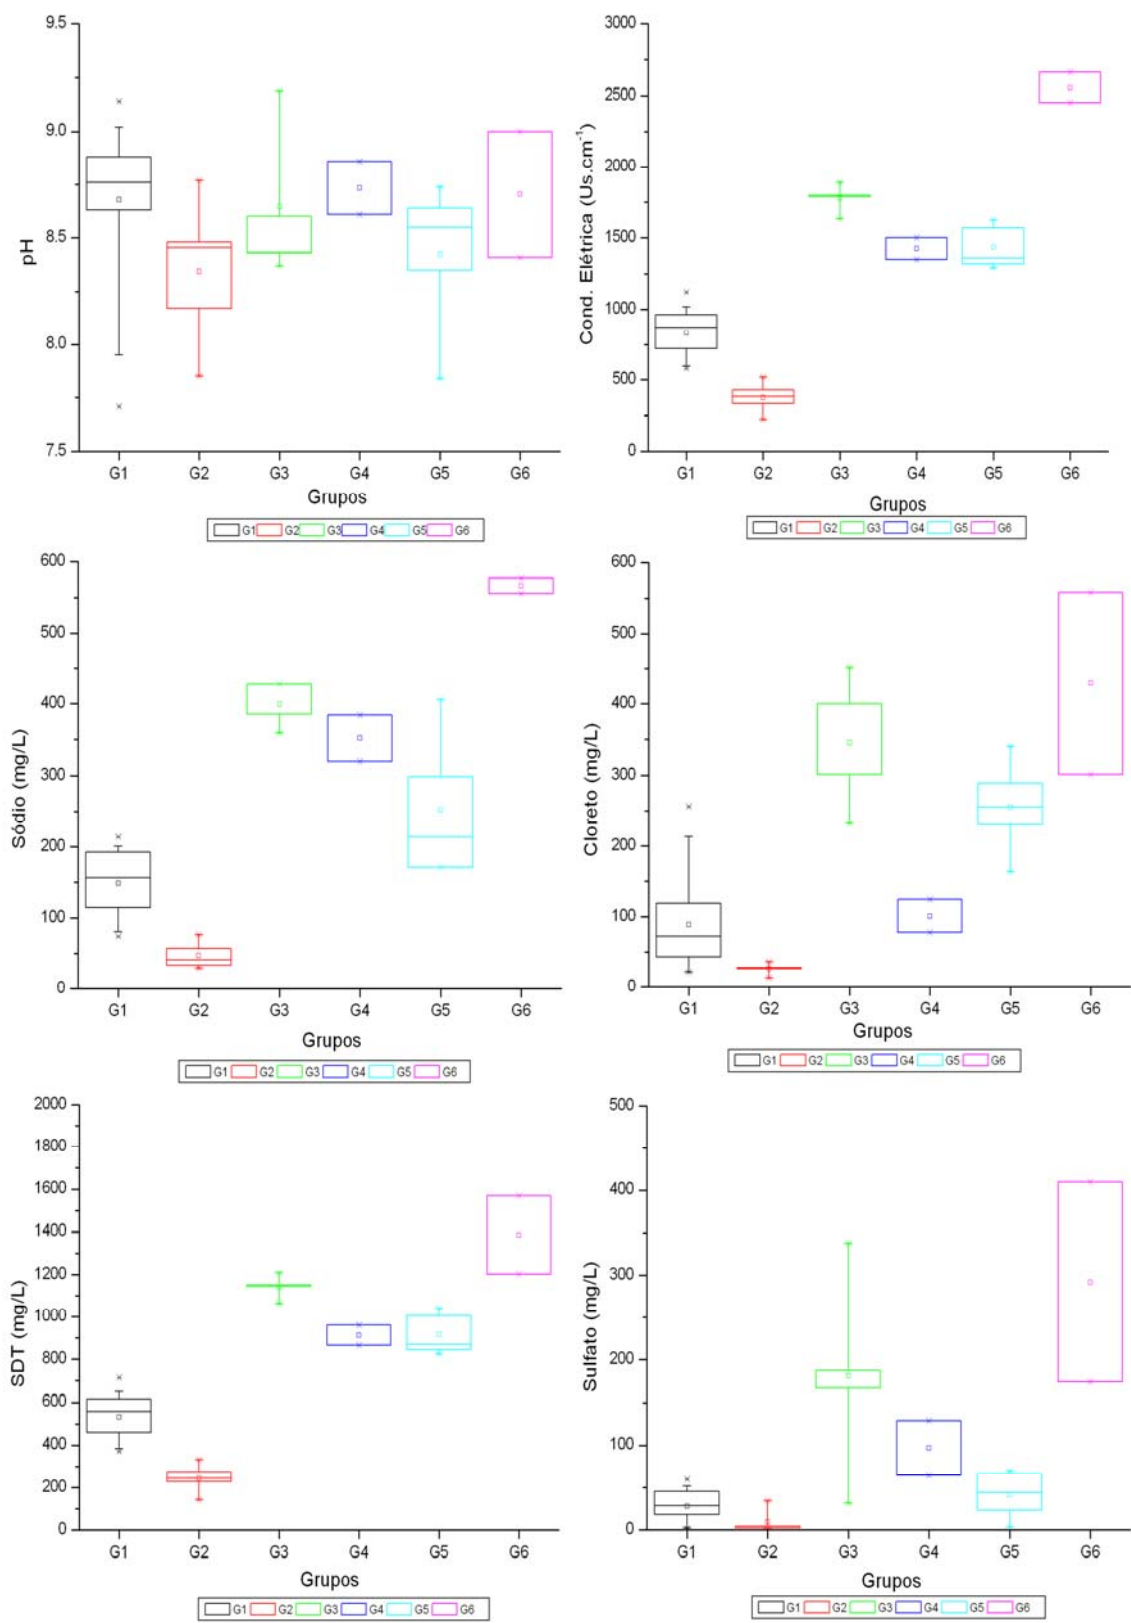 pH
9.5
9.0
8.5
8.0
7.5
G1 G2 G3 G4 G5 G6
Grupos
G1 G2 G3 G4 G5 G6
Cond. Elétrica (Us.cm⁻¹)
3000
2500
2000
1500
1000
500
0
G1 G2 G3 G4 G5 G6
Grupos
G1 G2 G3 G4 G5 G6
Sódio (mg/L)
600
500
400
300
200
100
0
G1 G2 G3 G4 G5 G6
Grupos
G1 G2 G3 G4 G5 G6
Cloreto (mg/L)
600
500
400
300
200
100
0
G1 G2 G3 G4 G5 G6
Grupos
G1 G2 G3 G4 G5 G6
SDT (mg/L)
2000
1800
1600
1400
1200
1000
800
600
400
200
0
G1 G2 G3 G4 G5 G6
Grupos
G1 G2 G3 G4 G5 G6
Sulfato (mg/L)
500
400
300
200
100
0
G1 G2 G3 G4 G5 G6
Grupos
G1 G2 G3 G4 G5 G6